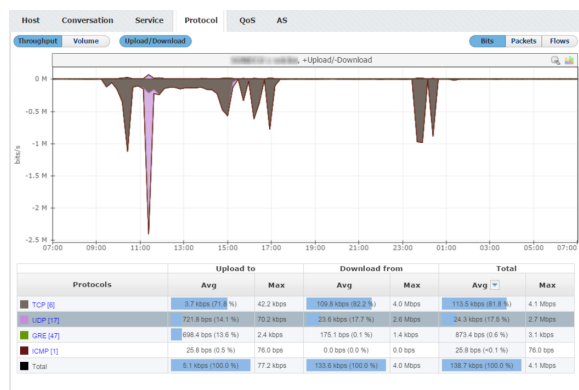 Host Conversation Service Protocol QoS AS
Throughput Volume Upload/Download Bits Packets Flows
, +Upload/-Download
0 M
-0.5 M
-1 M
-1.5 M
-2 M
-2.5 M
bits/s
07:00 09:00 11:00 13:00 15:00 17:00 19:00 21:00 23:00 01:00 03:00 05:00 07:00
Upload to Download from Total
Protocols Avg Max Avg Max Avg Max
TCP [6] 3.7 kbps (71.8 %) 42.2 kbps 109.8 kbps (82.2 %) 4.0 Mbps 113.5 kbps (81.8 %) 4.1 Mbps
UDP [17] 721.8 bps (14.1 %) 70.2 kbps 23.6 kbps (17.7 %) 2.6 Mbps 24.3 kbps (17.5 %) 2.7 Mbps
GRE [47] 698.4 bps (13.6 %) 2.4 kbps 175.1 bps (0.1 %) 1.4 kbps 873.4 bps (0.6 %) 3.1 kbps
ICMP [1] 25.8 bps (0.5 %) 76.0 bps 0.0 bps (0.0 %) 0.0 bps 25.8 bps (<0.1 %) 76.0 bps
Total 5.1 kbps (100.0 %) 77.2 kbps 133.6 kbps (100.0 %) 4.0 Mbps 138.7 kbps (100.0 %) 4.1 Mbps